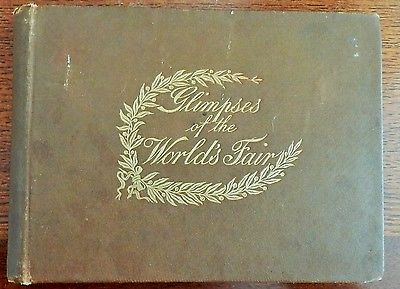 Glimpses
of the
World's Fair